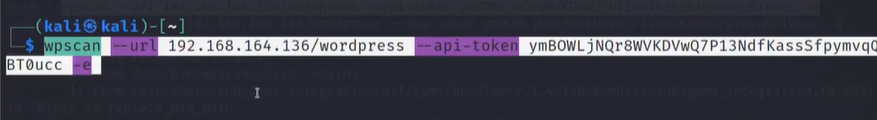 (kali㉿kali)-[~]
$ wpscan --url 192.168.164.136/wordpress --api-token ymBOWLjNQr8WVKDVwQ7P13NdfKassSfpymvqQ
BT0ucc -e